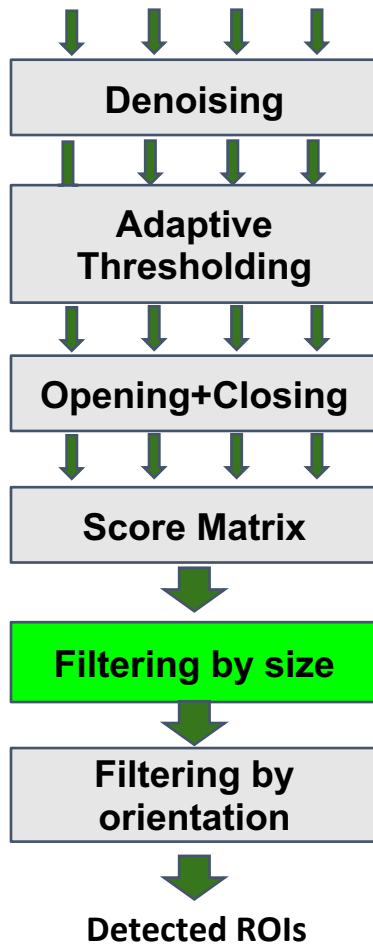 Denoising
Adaptive
Thresholding
Opening+Closing
Score Matrix
Filtering by size
Filtering by
orientation
Detected ROIs